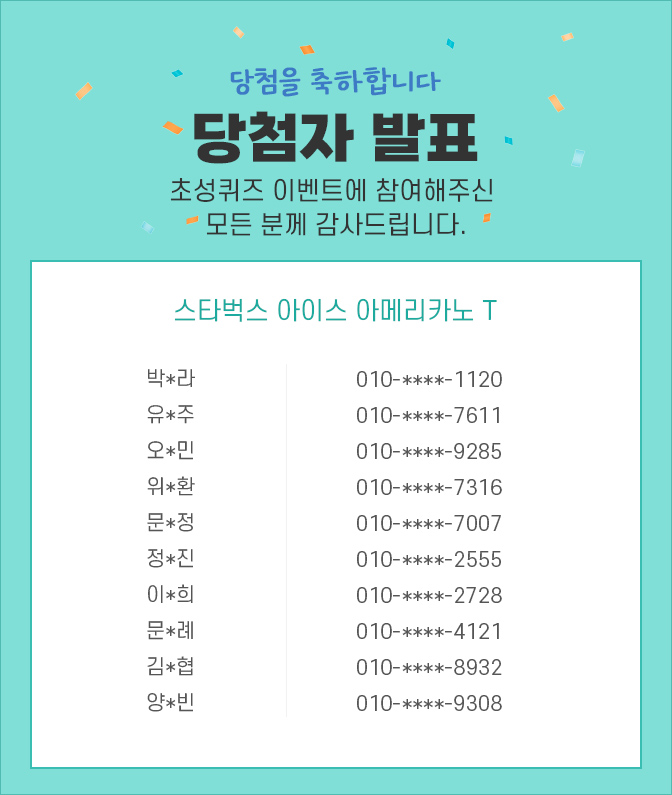 당첨을 축하합니다
당첨자 발표
초성퀴즈 이벤트에 참여해주신
모든 분께 감사드립니다.
스타벅스 아이스 아메리카노 T
박*라 010-****-1120
유*주 010-****-7611
오*민 010-****-9285
위*환 010-****-7316
문*정 010-****-7007
정*진 010-****-2555
이*희 010-****-2728
문*례 010-****-4121
김*협 010-****-8932
양*빈 010-****-9308